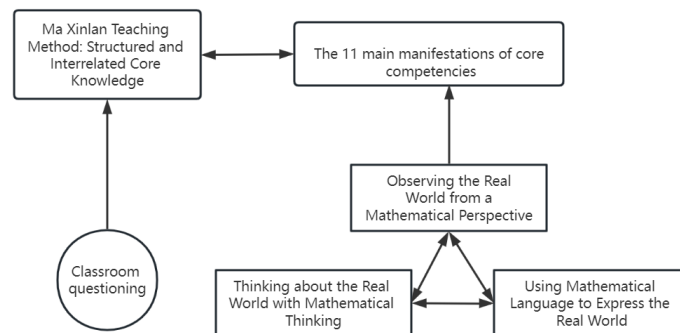 Ma Xinlan Teaching
Method: Structured and
Interrelated Core
Knowledge
The 11 main manifestations of core
competencies
Observing the Real
World from a
Mathematical Perspective
Classroom
questioning
Thinking about the Real
World with Mathematical
Thinking
Using Mathematical
Language to Express the
Real World